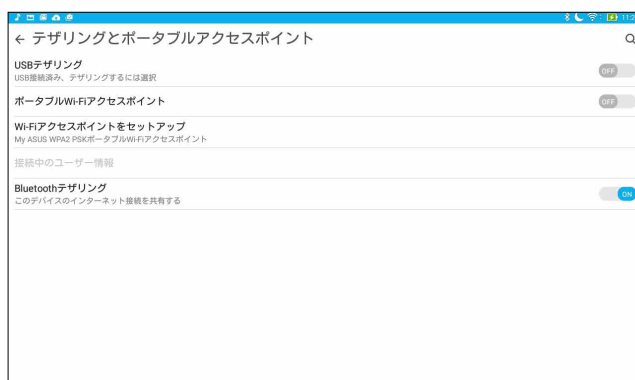 11:2
← テザリングとポータブルアクセスポイント
USBテザリング
USB接続済み、テザリングするには選択
OFF
ポータブルWi-Fiアクセスポイント
OFF
Wi-Fiアクセスポイントをセットアップ
My ASUS WPA2 PSKポータブルWi-Fiアクセスポイント
接続中のユーザー情報
Bluetoothテザリング
このデバイスのインターネット接続を共有する
ON